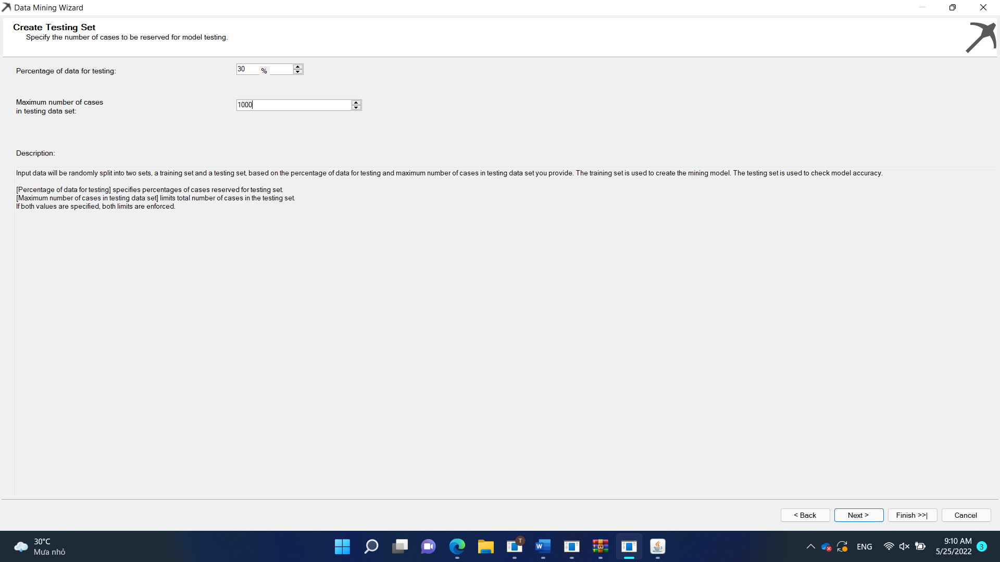 Data Mining Wizard
Create Testing Set
Specify the number of cases to be reserved for model testing.
Percentage of data for testing:
30 %
Maximum number of cases
in testing data set:
1000
Description:
Input data will be randomly split into two sets, a training set and a testing set, based on the percentage of data for testing and maximum number of cases in testing data set you provide. The training set is used to create the mining model. The testing set is used to check model accuracy.
[Percentage of data for testing] specifies percentages of cases reserved for testing set.
[Maximum number of cases in testing data set] limits total number of cases in the testing set.
If both values are specified, both limits are enforced.
< Back
Next >
Finish >>|
Cancel
30°C
Mưa nhỏ
T
W
ENG
9:10 AM
5/25/2022
3